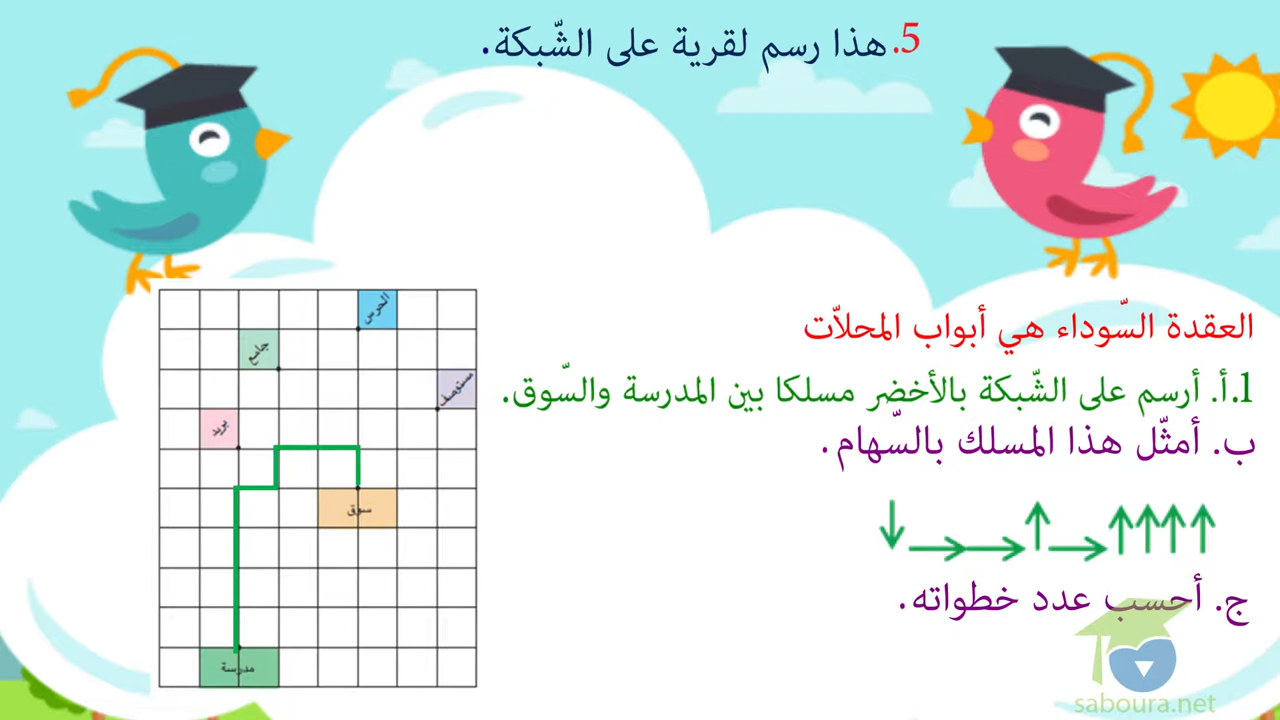 5.هذا رسم لقرية على الشّبكة.
الحرس
جامع
مستوصف
بريد
سوق
مدرسة
العقدة السّوداء هي أبواب المحلاّت
1.أ. أرسم على الشّبكة بالأخضر مسلكا بين المدرسة والسّوق.
ب. أمثّل هذا المسلك بالسّهام.
ج. أحسب عدد خطواته.
saboura.net